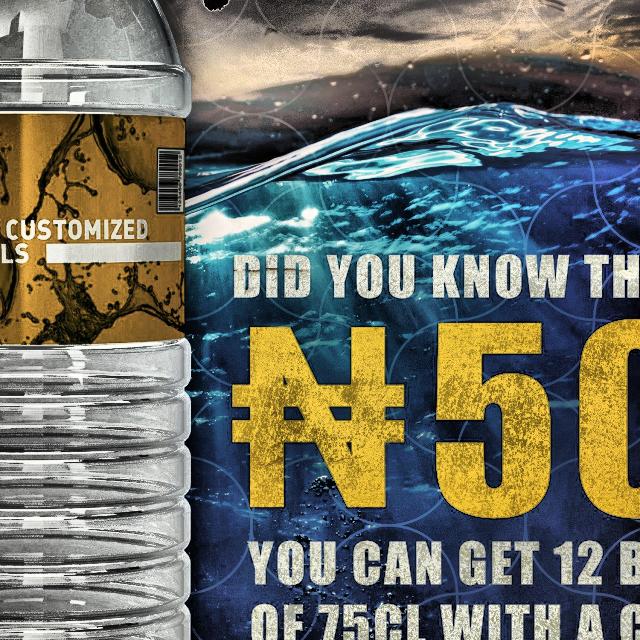 CUSTOMIZED
LS
DID YOU KNOW TH
₦50
YOU CAN GET 12 B
OF 75CL WITH A C